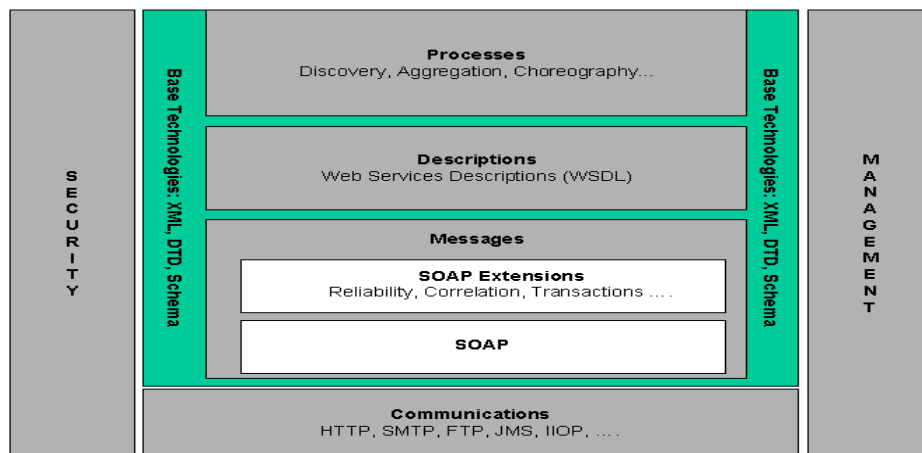 SECURITY
Base Technologies: XML, DTD, Schema
Processes
Discovery, Aggregation, Choreography...
Descriptions
Web Services Descriptions (WSDL)
Messages
SOAP Extensions
Reliability, Correlation, Transactions ... .
SOAP
Base Technologies: XML, DTD, Schema
MANAGEMENT
Communications
HTTP, SMTP, FTP, JMS, IIOP, ... .